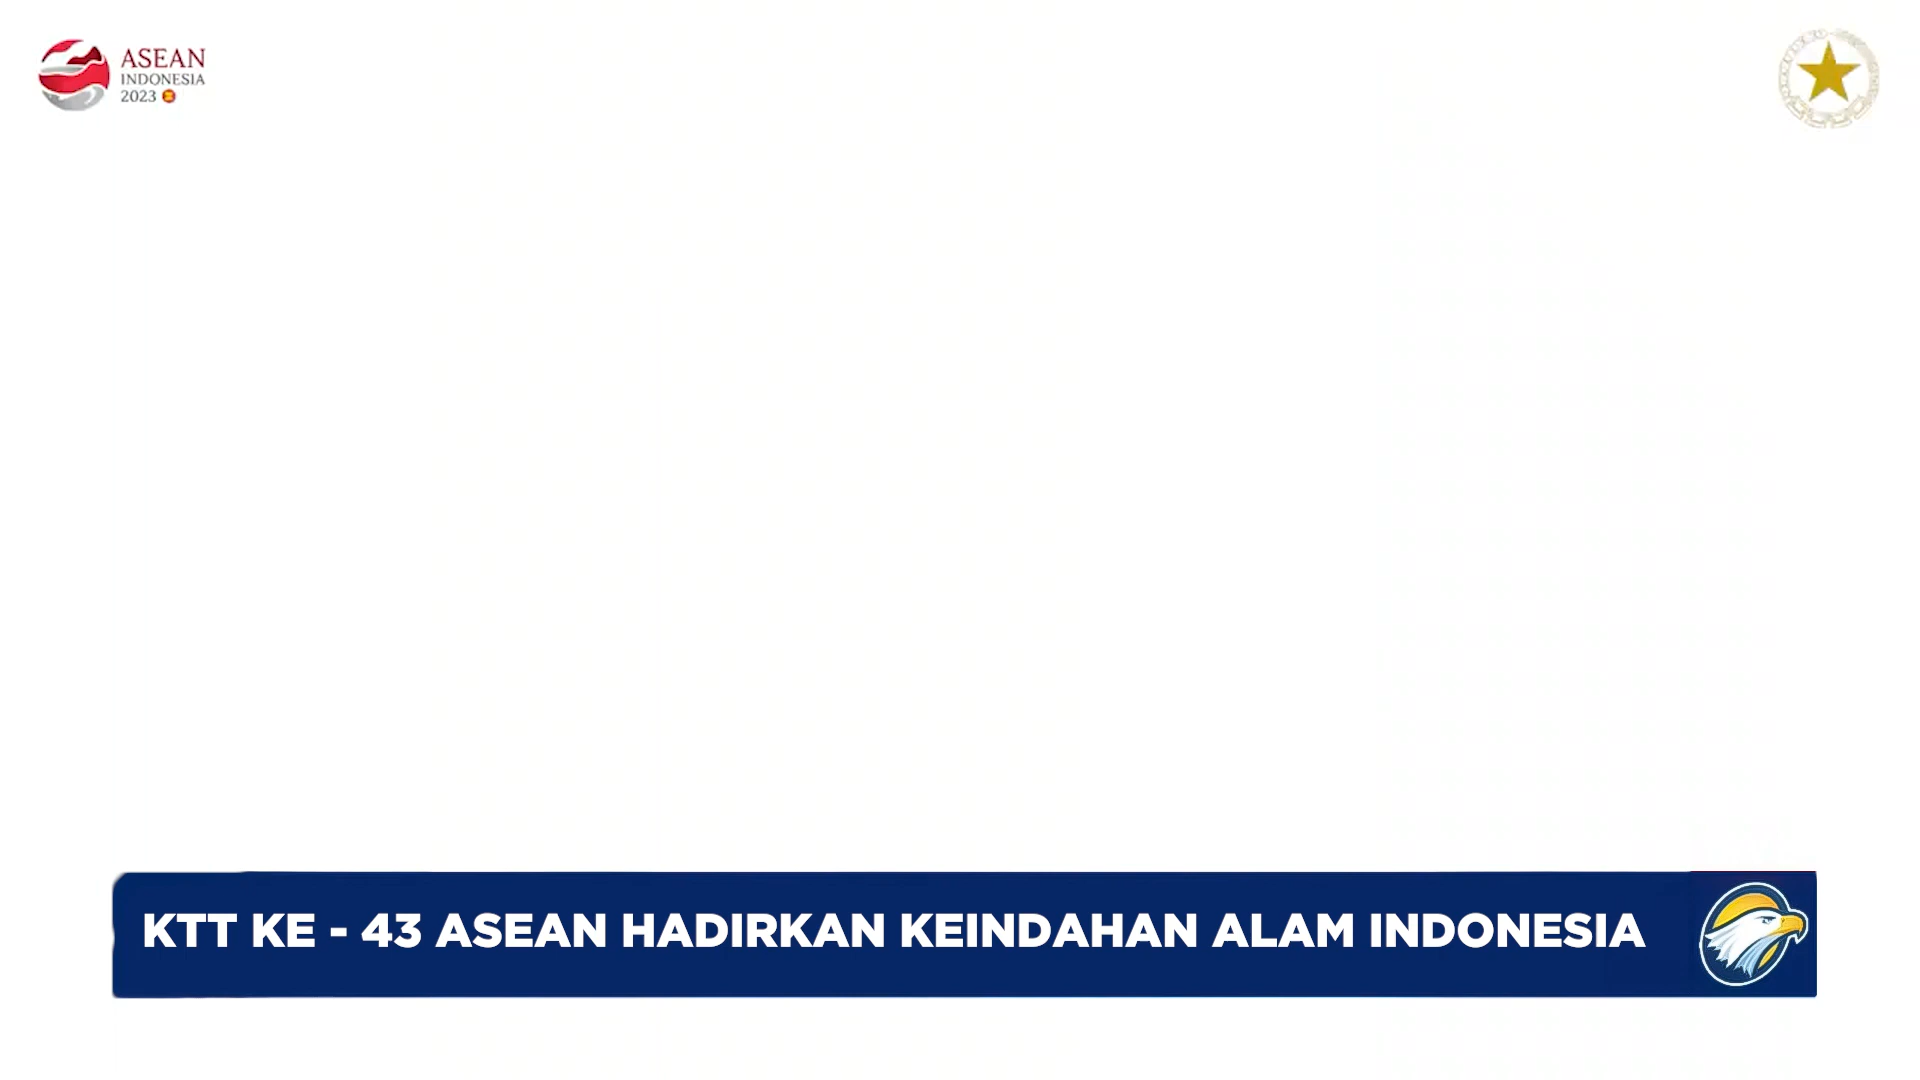 ASEAN
INDONESIA
2023
KTT KE - 43 ASEAN HADIRKAN KEINDAHAN ALAM INDONESIA